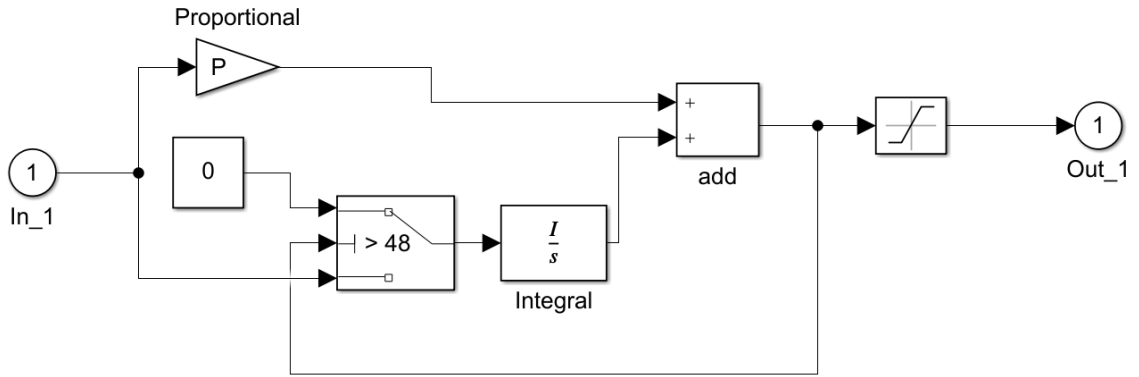 Proportional
P
+
+
add
1
In_1
0
> 48
I
s
Integral
1
Out_1